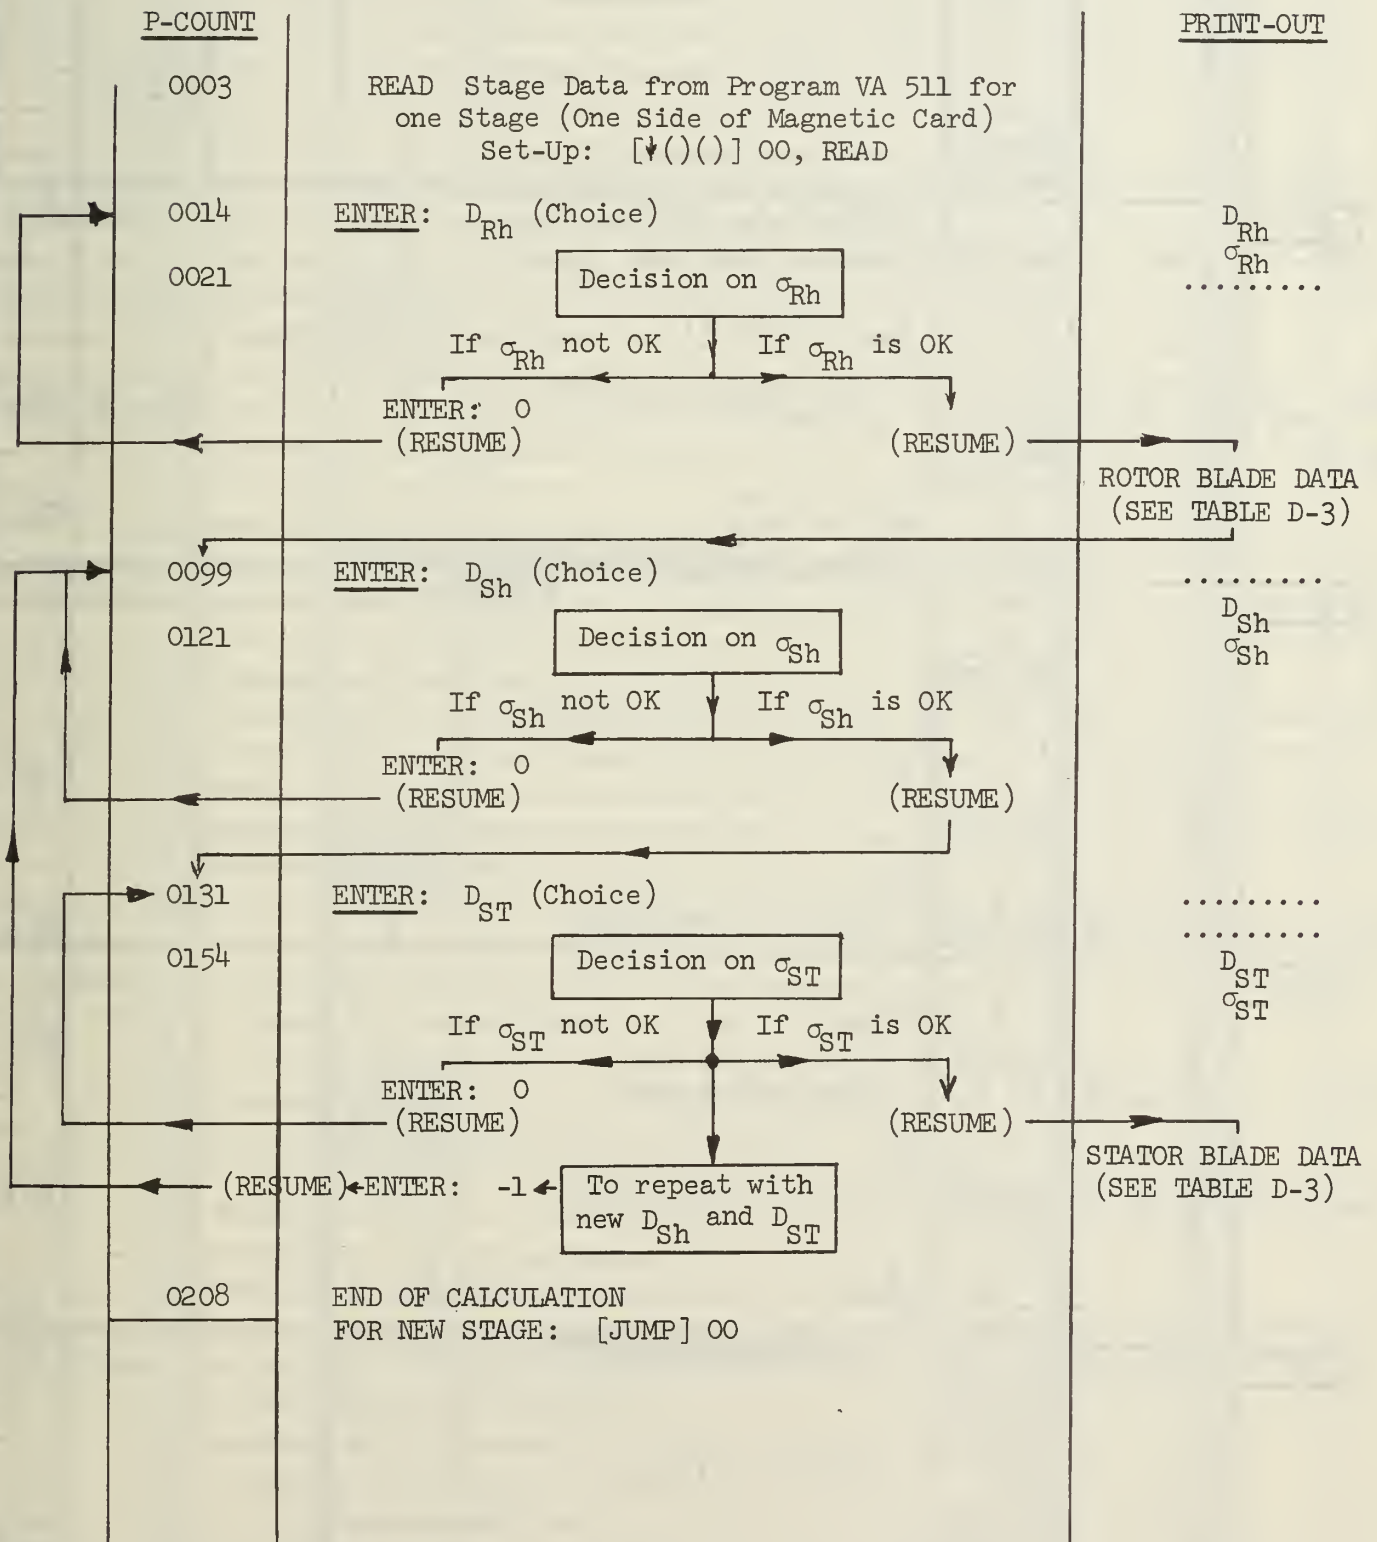 P-COUNT
PRINT-OUT
0003
READ Stage Data from Program VA 511 for
one Stage (One Side of Magnetic Card)
Set-Up: [↓()()] 00, READ
0014
ENTER: D_Rh (Choice)
D_Rh
σ_Rh
.........
0021
Decision on σ_Rh
If σ_Rh not OK
If σ_Rh is OK
ENTER: 0
(RESUME)
(RESUME)
ROTOR BLADE DATA
(SEE TABLE D-3)
0099
ENTER: D_Sh (Choice)
.........
D_Sh
σ_Sh
0121
Decision on σ_Sh
If σ_Sh not OK
If σ_Sh is OK
ENTER: 0
(RESUME)
(RESUME)
0131
ENTER: D_ST (Choice)
.........
.........
D_ST
σ_ST
0154
Decision on σ_ST
If σ_ST not OK
If σ_ST is OK
ENTER: 0
(RESUME)
(RESUME)
STATOR BLADE DATA
(SEE TABLE D-3)
(RESUME)←ENTER: -1←
To repeat with
new D_Sh and D_ST
0208
END OF CALCULATION
FOR NEW STAGE: [JUMP] 00